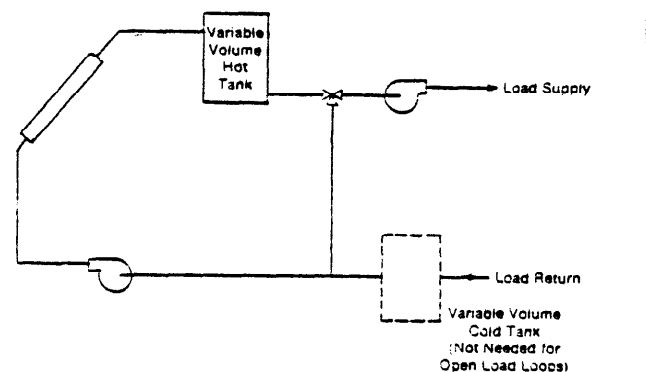 Variable
Volume
Hot
Tank
Load Supply
Load Return
Variable Volume
Cold Tank
(Not Needed for
Open Load Loops)